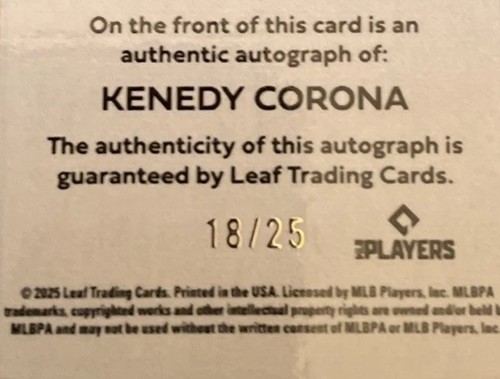 On the front of this card is an
authentic autograph of:
KENEDY CORONA
The authenticity of this autograph is
guaranteed by Leaf Trading Cards.
18/25
MLB PLAYERS
© 2025 Leaf Trading Cards. Printed in the USA. Licensed by MLB Players, Inc. MLBPA
trademarks, copyrighted works and other intellectual property rights are owned and/or held b
MLBPA and may not be used without the written consent of MLBPA or MLB Players, Inc